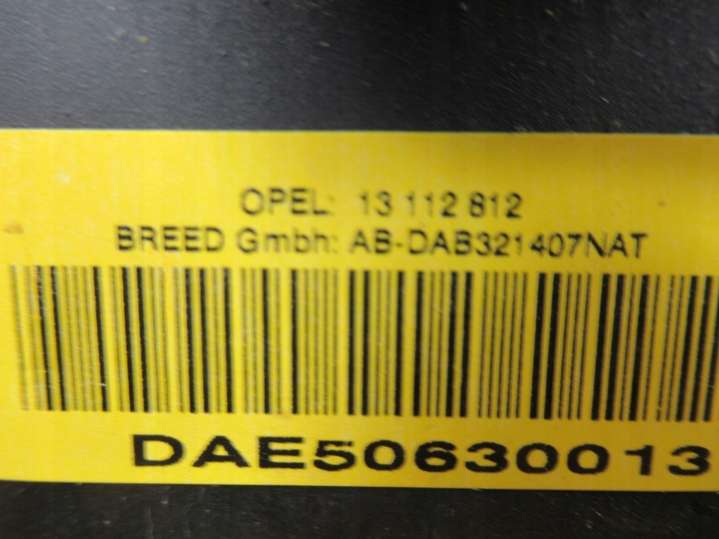 OPEL: 13 112 812
BREED Gmbh: AB-DAB321407NAT
DAE50630013